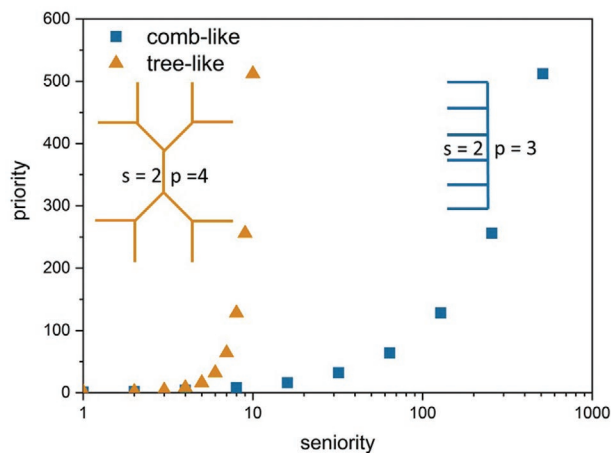 600
comb-like
tree-like
500
400
s = 2 p =4
s = 2 p = 3
priority
300
200
100
0
1
10
100
1000
seniority